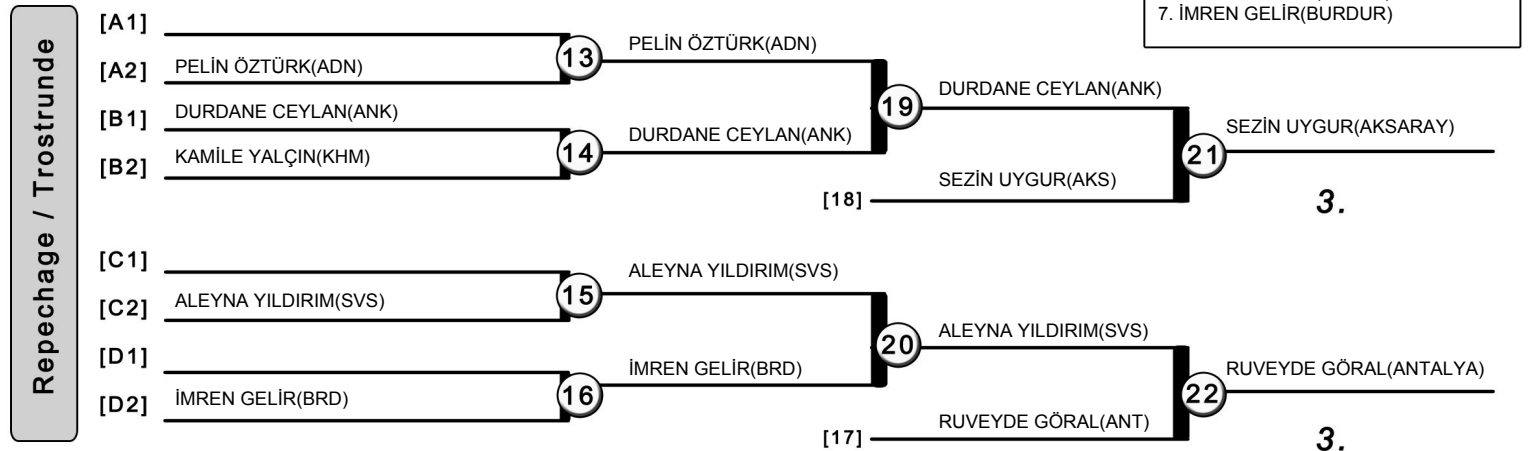 7. İMREN GELİR(BURDUR)
Repechage / Trostrunde
[A1]
[A2] PELİN ÖZTÜRK(ADN)
13
PELİN ÖZTÜRK(ADN)
[B1] DURDANE CEYLAN(ANK)
[B2] KAMİLE YALÇIN(KHM)
14
DURDANE CEYLAN(ANK)
19
DURDANE CEYLAN(ANK)
[18] SEZİN UYGUR(AKS)
21
SEZİN UYGUR(AKSARAY)
3.
[C1]
[C2] ALEYNA YILDIRIM(SVS)
15
ALEYNA YILDIRIM(SVS)
[D1]
[D2] İMREN GELİR(BRD)
16
İMREN GELİR(BRD)
20
ALEYNA YILDIRIM(SVS)
[17] RUVEYDE GÖRAL(ANT)
22
RUVEYDE GÖRAL(ANTALYA)
3.